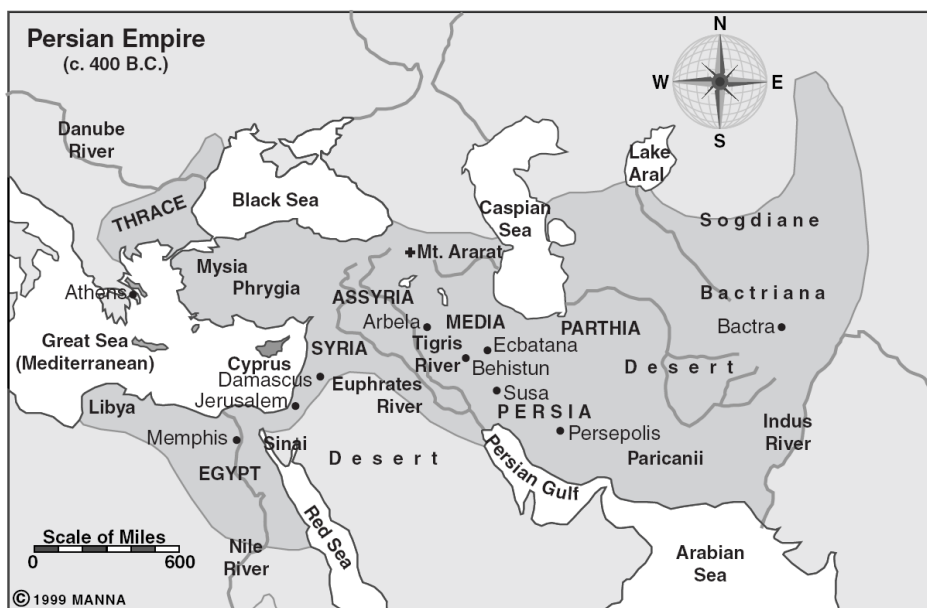 Persian Empire
(c. 400 B.C.)
N
W
E
S
Danube
River
THRACE
Black Sea
Caspian
Sea
Lake
Aral
Sogdiane
Mt. Ararat
Mysia
Phrygia
Athens
ASSYRIA
Bactriana
Arbela
MEDIA
PARTHIA
Bactra
Great Sea
(Mediterranean)
Tigris
River
Ecbatana
Behistun
Cyprus
SYRIA
Desert
Damascus
Euphrates
River
Jerusalem
Susa
Libya
PERSIA
Indus
River
Memphis
Sinai
Persepolis
Desert
Paricanii
EGYPT
Persian Gulf
Red Sea
Scale of Miles
0
600
Nile
River
Arabian
Sea
© 1999 MANNA